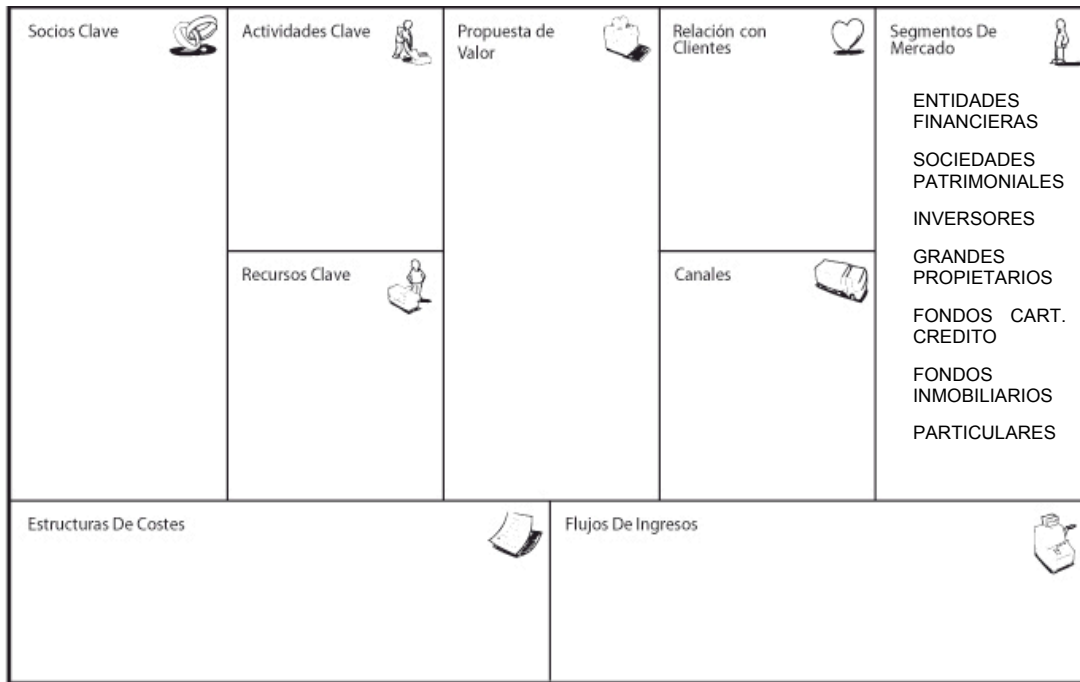 Socios Clave
Actividades Clave
Propuesta de
Valor
Relación con
Clientes
Segmentos De
Mercado
ENTIDADES
FINANCIERAS
SOCIEDADES
PATRIMONIALES
INVERSORES
GRANDES
PROPIETARIOS
FONDOS CART.
CREDITO
FONDOS
INMOBILIARIOS
PARTICULARES
Recursos Clave
Canales
Estructuras De Costes
Flujos De Ingresos